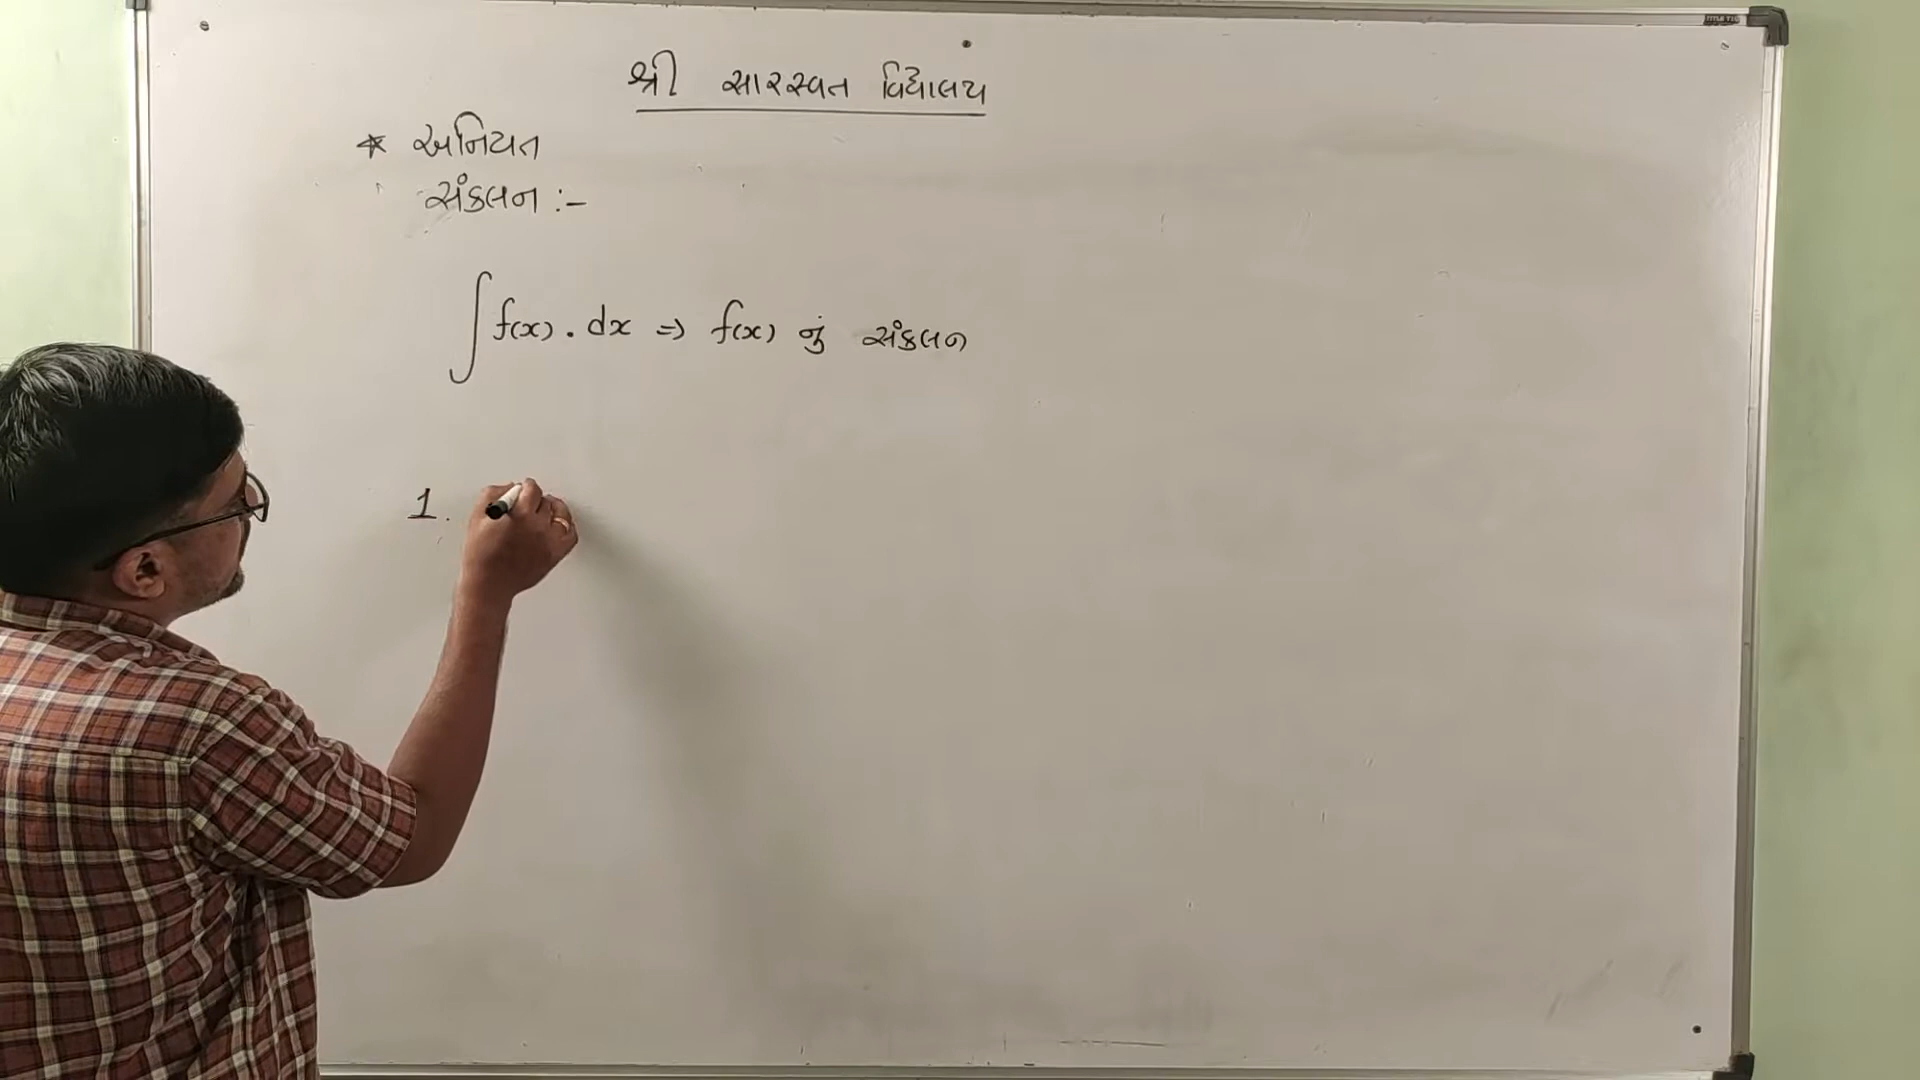 શ્રી સારસ્વત વિદ્યાલય
* અનિયત
સંકલન :-
∫ f(x) . dx ⇒ f(x) નું સંકલન
1.